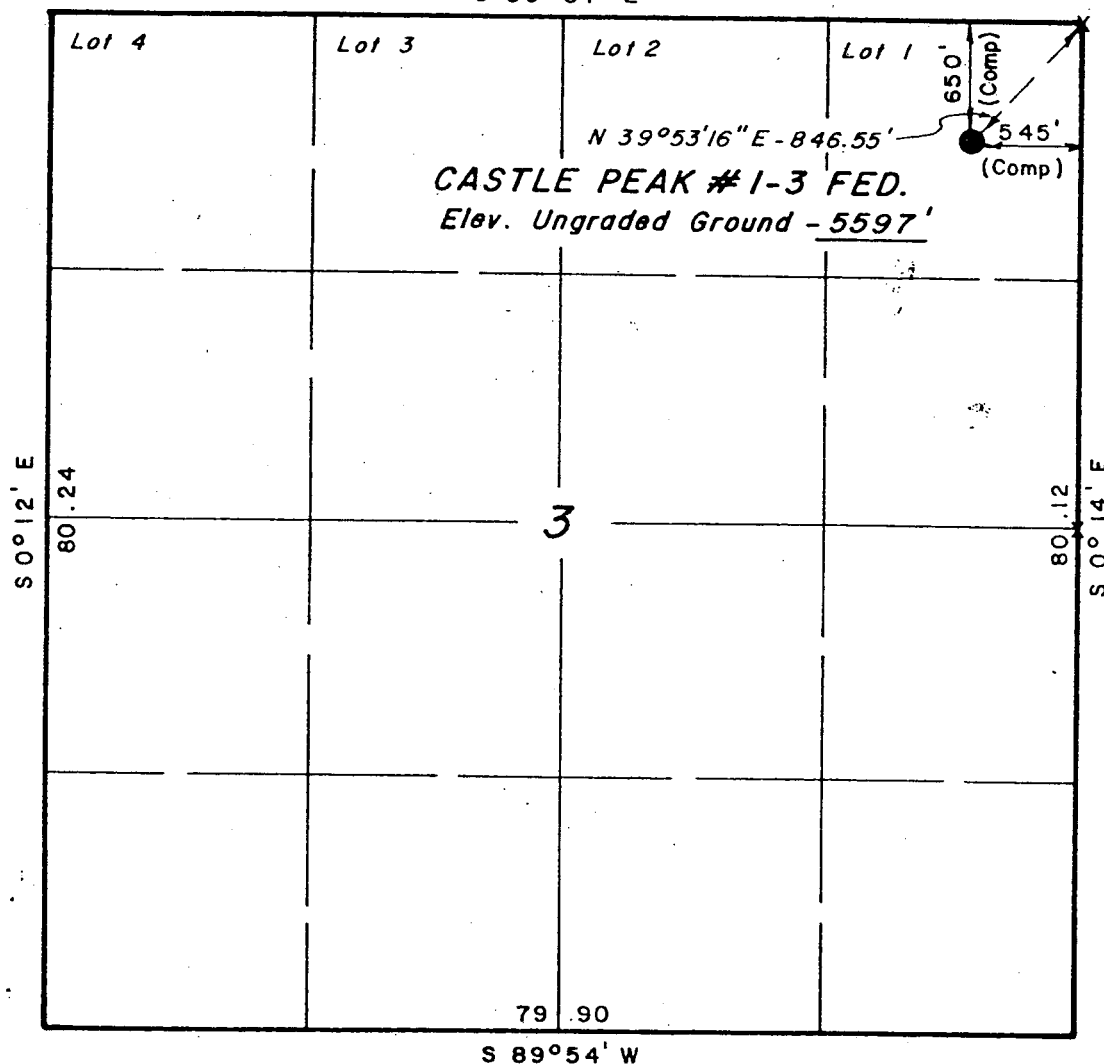 Lot 4
Lot 3
Lot 2
Lot 1
650'
(Comp)
545'
(Comp)
N 39°53'16" E - 846.55'
CASTLE PEAK # 1-3 FED.
Elev. Ungraded Ground - 5597'
S 0°12' E
80.24
3
80.12
S 0°14' E
79.90
S 89°54' W